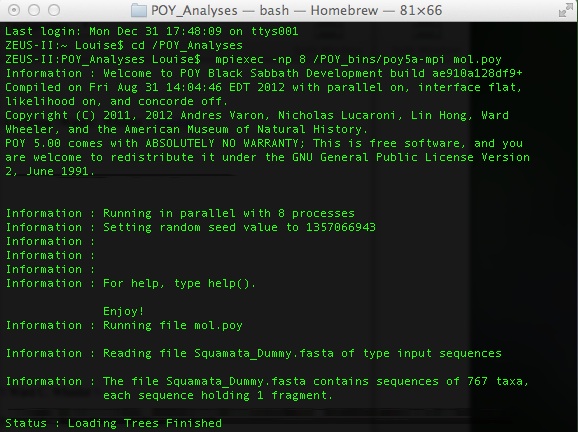 POY_Analyses — bash — Homebrew — 81×66
Last login: Mon Dec 31 17:48:09 on ttys001
ZEUS-II:~ Louise$ cd /POY_Analyses
ZEUS-II:POY_Analyses Louise$  mpiexec -np 8 /POY_bins/poy5a-mpi mol.poy
Information : Welcome to POY Black Sabbath Development build ae910a128df9+
Compiled on Fri Aug 31 14:04:46 EDT 2012 with parallel on, interface flat,
likelihood on, and concorde off.
Copyright (C) 2011, 2012 Andres Varon, Nicholas Lucaroni, Lin Hong, Ward
Wheeler, and the American Museum of Natural History.
POY 5.00 comes with ABSOLUTELY NO WARRANTY; This is free software, and you
are welcome to redistribute it under the GNU General Public License Version
2, June 1991.
Information : Running in parallel with 8 processes
Information : Setting random seed value to 1357066943
Information :
Information :
Information :
Information : For help, type help().
Enjoy!
Information : Running file mol.poy
Information : Reading file Squamata_Dummy.fasta of type input sequences
Information : The file Squamata_Dummy.fasta contains sequences of 767 taxa,
each sequence holding 1 fragment.
Status : Loading Trees Finished